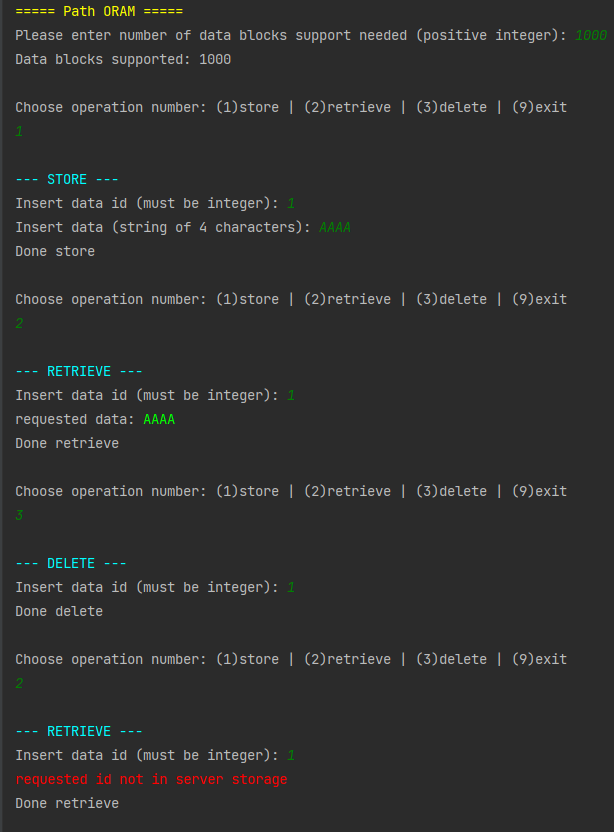 ===== Path ORAM =====
Please enter number of data blocks support needed (positive integer): 1000
Data blocks supported: 1000
Choose operation number: (1)store | (2)retrieve | (3)delete | (9)exit
1
--- STORE ---
Insert data id (must be integer): 1
Insert data (string of 4 characters): AAAA
Done store
Choose operation number: (1)store | (2)retrieve | (3)delete | (9)exit
2
--- RETRIEVE ---
Insert data id (must be integer): 1
requested data: AAAA
Done retrieve
Choose operation number: (1)store | (2)retrieve | (3)delete | (9)exit
3
--- DELETE ---
Insert data id (must be integer): 1
Done delete
Choose operation number: (1)store | (2)retrieve | (3)delete | (9)exit
2
--- RETRIEVE ---
Insert data id (must be integer): 1
requested id not in server storage
Done retrieve